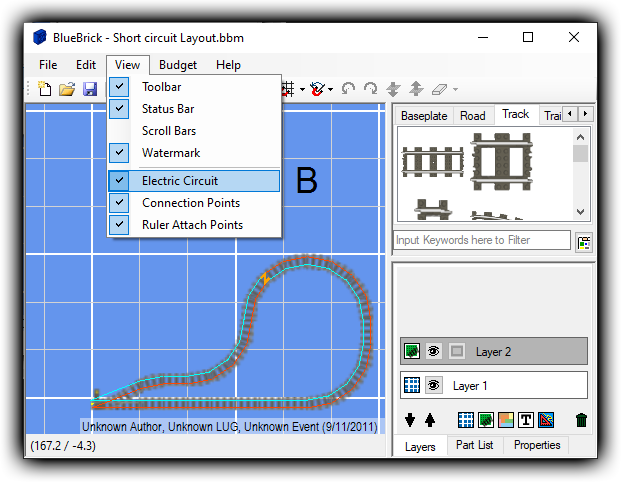 BlueBrick - Short circuit Layout.bbm
File Edit View Budget Help
Toolbar
Status Bar
Scroll Bars
Watermark
Electric Circuit
Connection Points
Ruler Attach Points
B
Baseplate Road Track Trai
Input Keywords here to Filter
Layer 2
Layer 1
T
Unknown Author, Unknown LUG, Unknown Event (9/11/2011)
Layers Part List Properties
(167.2 / -4.3)